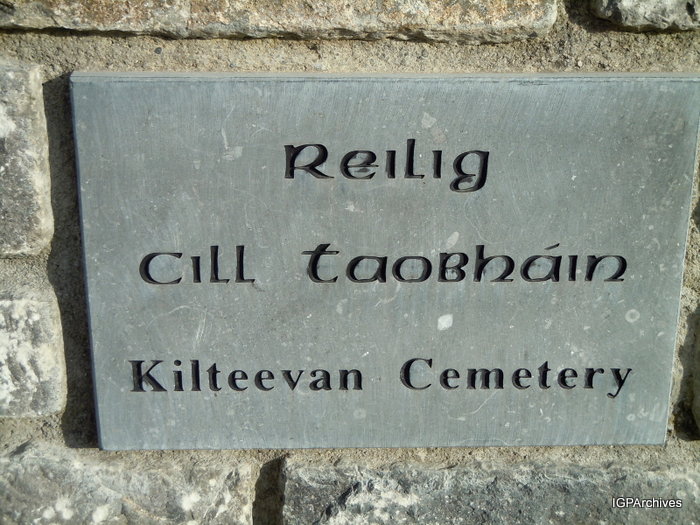 Reilig
Cill Taobháin
Kilteevan Cemetery
IGPArchives